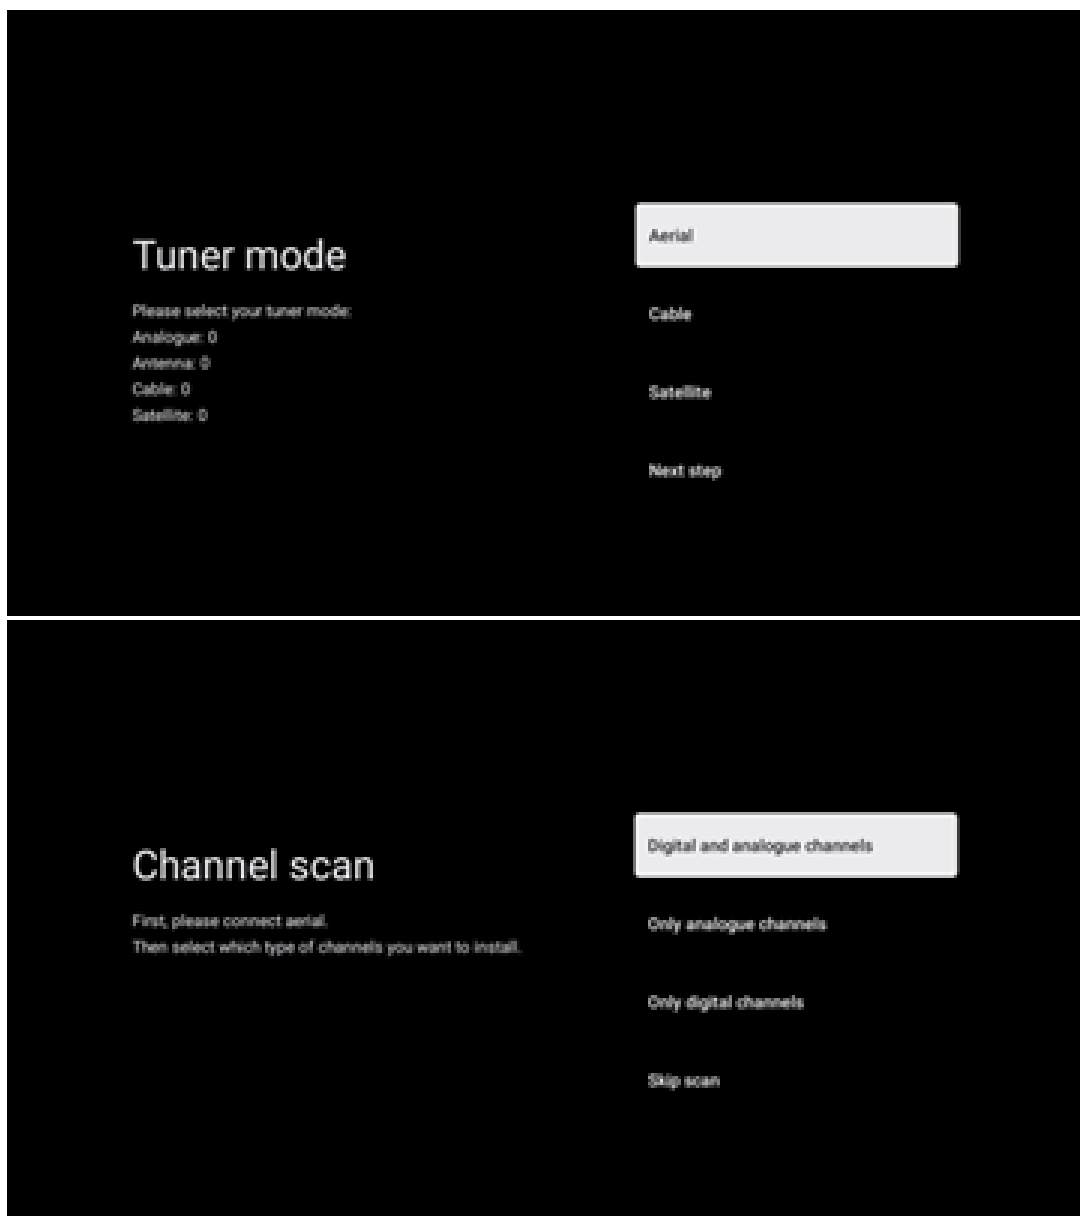 Tuner mode
Please select your tuner mode:
Analogue: 0
Antenna: 0
Cable: 0
Satellite: 0
Aerial
Cable
Satellite
Next step
Channel scan
First, please connect aerial.
Then select which type of channels you want to install.
Digital and analogue channels
Only analogue channels
Only digital channels
Skip scan